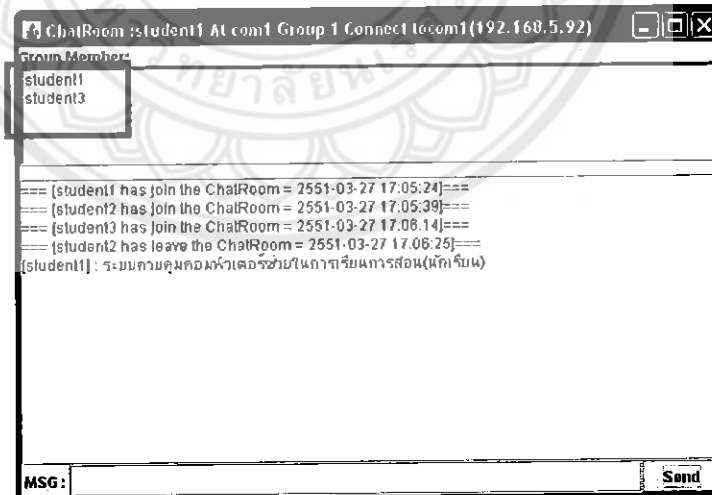 ChatRoom :student1 At com1 Group 1 Connect tocom1(192.168.5.92)
Group Member:
student1
student3
=== [student1 has join the ChatRoom = 2551-03-27 17:05:24]===
=== [student2 has join the ChatRoom = 2551-03-27 17:05:39]===
=== [student3 has join the ChatRoom = 2551-03-27 17:06:14]===
=== [student2 has leave the ChatRoom = 2551-03-27 17:06:25]===
[student1] : ระบบควบคุมคอมพิวเตอร์ช่วยในการเรียนการสอน(นักเรียน)
MSG :
Send